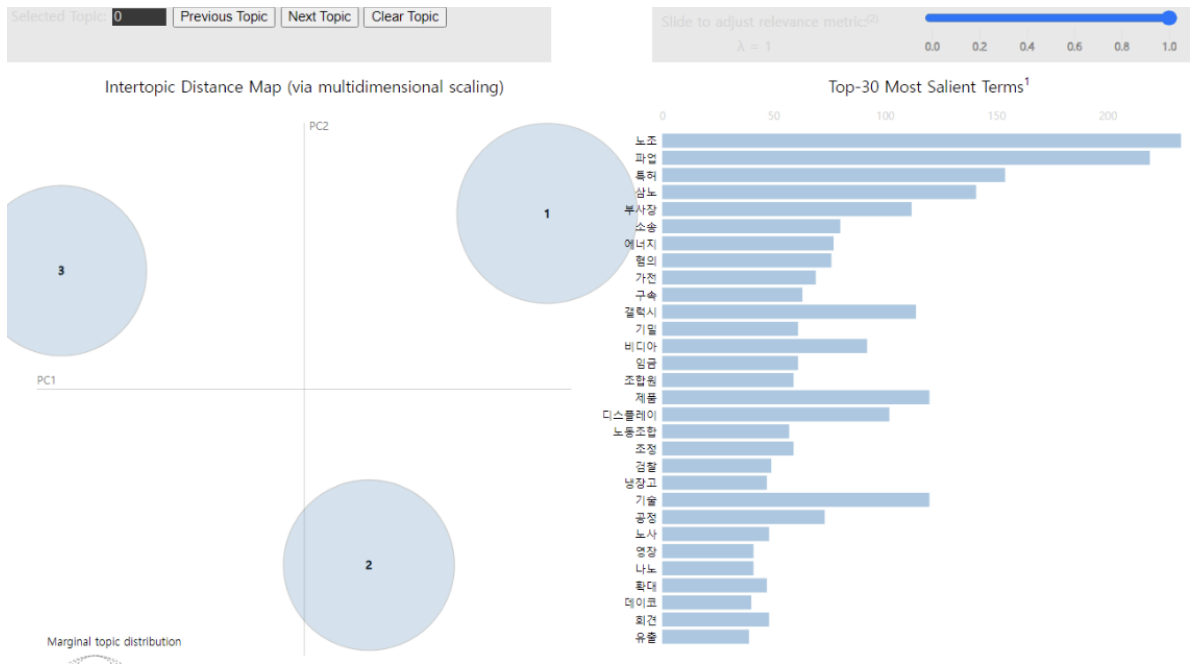 Selected Topic: 0 Previous Topic Next Topic Clear Topic
Slide to adjust relevance metric:(2)
λ = 1
0.0 0.2 0.4 0.6 0.8 1.0
Intertopic Distance Map (via multidimensional scaling)
PC2
PC1
1
3
2
Marginal topic distribution
Top-30 Most Salient Terms1
0 50 100 150 200
노조
파업
특허
삼노
부사장
소송
에너지
혐의
가전
구속
갤럭시
기밀
비디아
임금
조합원
제품
디스플레이
노동조합
조정
검찰
냉장고
기술
공정
노사
영장
나노
확대
데이코
회견
유출